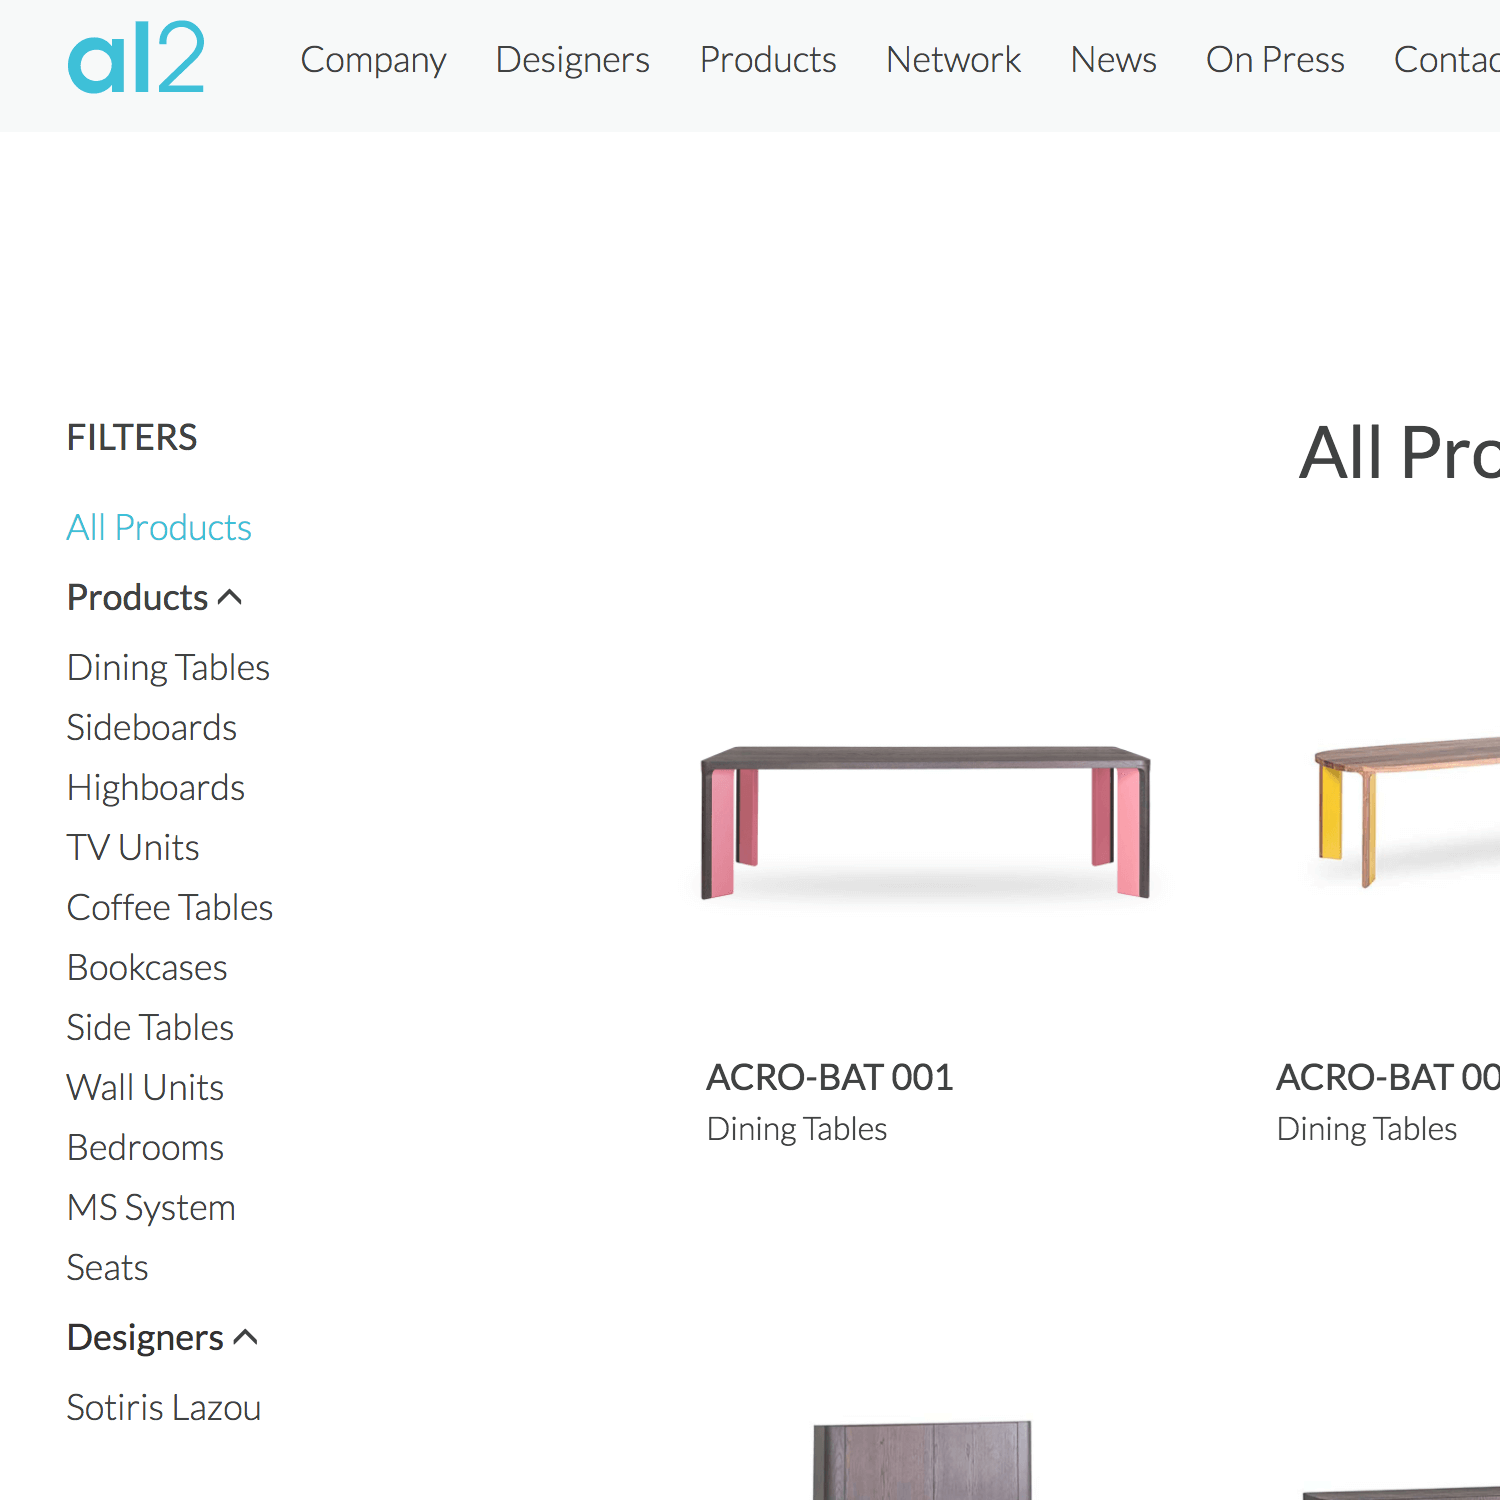 al2
Company Designers Products Network News On Press Contac
FILTERS
All Pro
All Products
Products
Dining Tables
Sideboards
Highboards
TV Units
Coffee Tables
Bookcases
Side Tables
Wall Units
Bedrooms
MS System
Seats
Designers
Sotiris Lazou
ACRO-BAT 001
Dining Tables
ACRO-BAT 00
Dining Tables